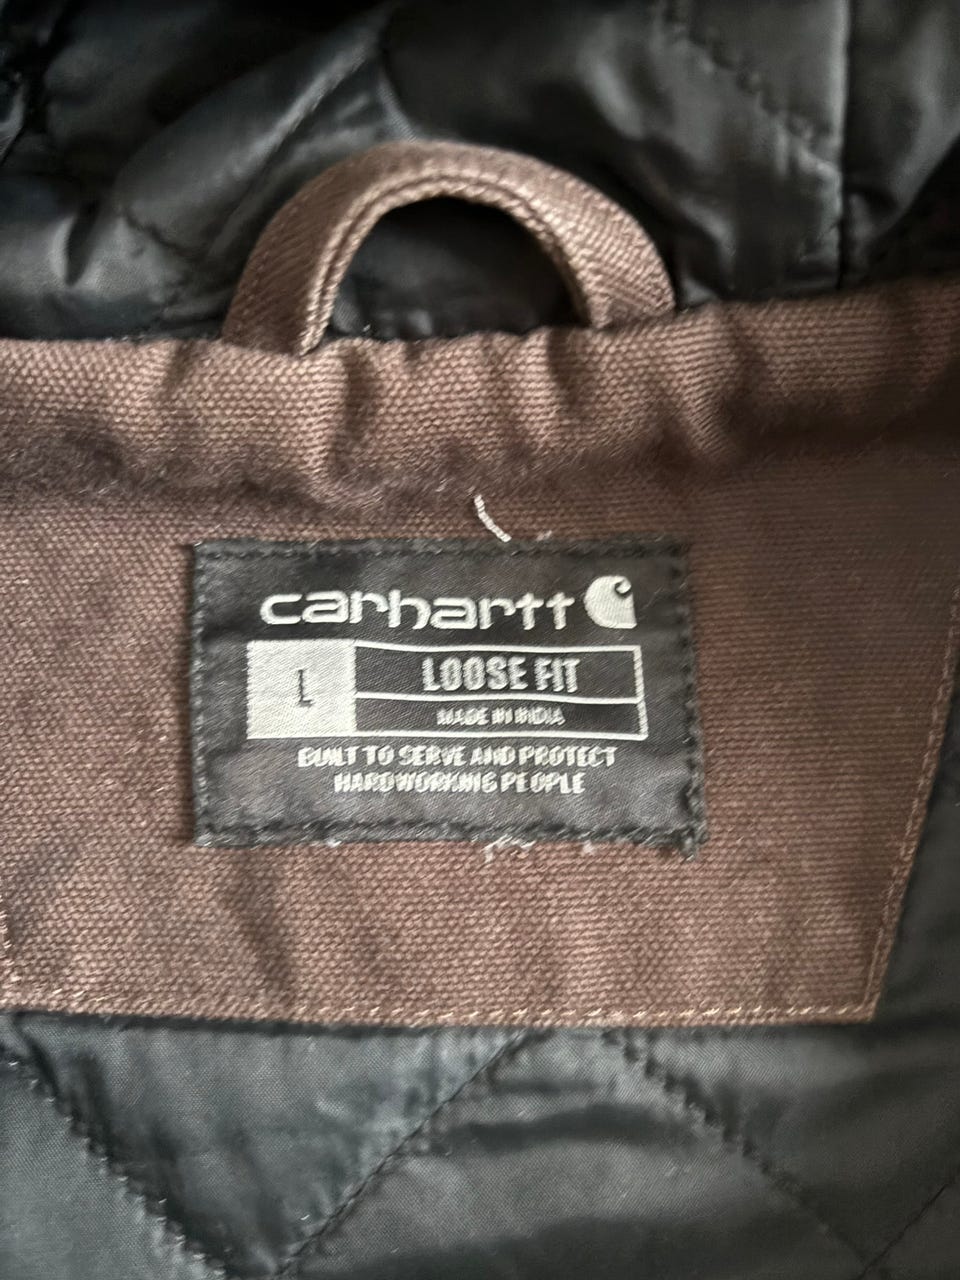 carhartt
L
LOOSE FIT
MADE IN INDIA
BUILT TO SERVE AND PROTECT
HARDWORKING PEOPLE